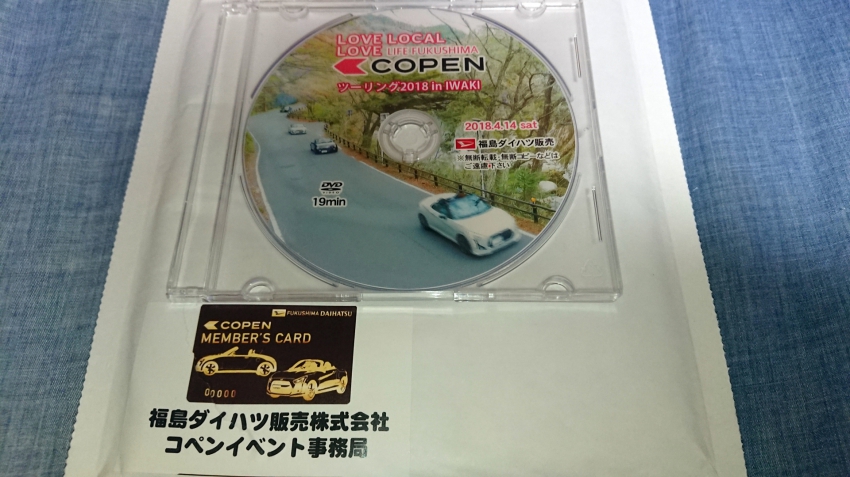 LOVE LOCAL
LOVE LIFE FUKUSHIMA
COPEN
ツーリング2018 in IWAKI
2018.4.14 sat
福島ダイハツ販売
※無断転載・無断コピーなどは
ご遠慮下さい
DVD
VIDEO
19min
FUKUSHIMA DAIHATSU
COPEN
MEMBER'S CARD
00000
福島ダイハツ販売株式会社
コペンイベント事務局